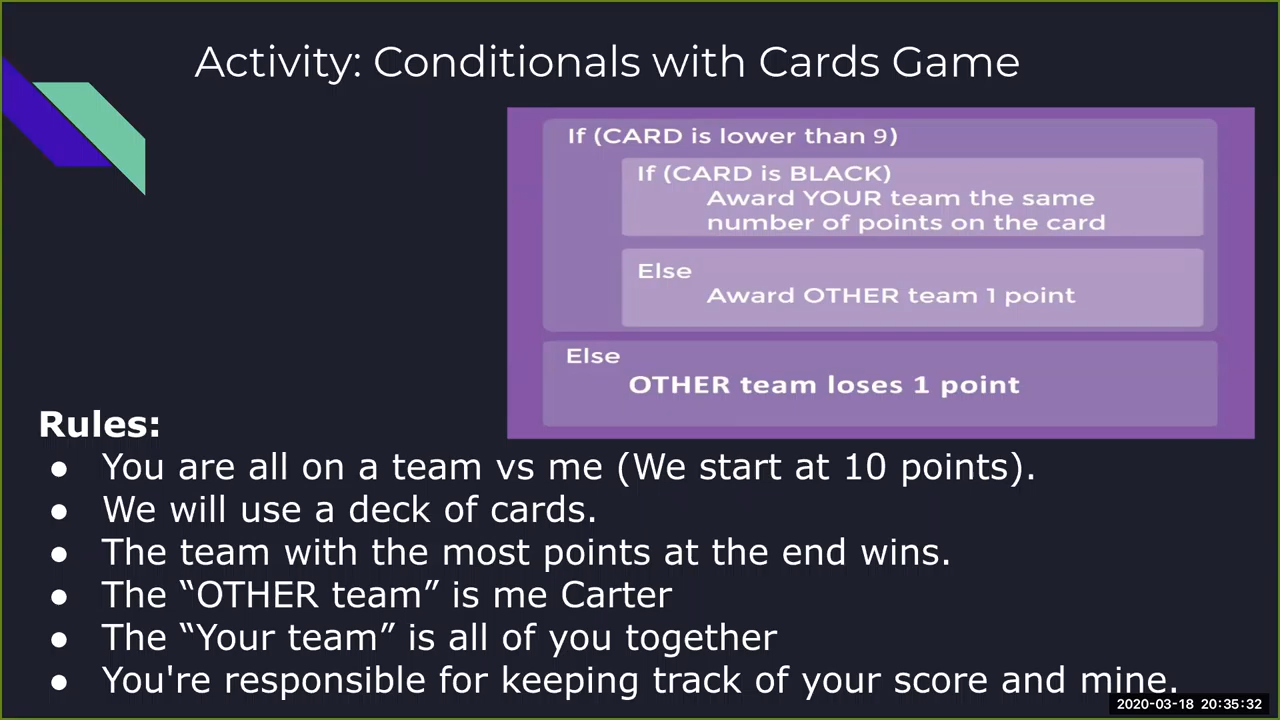 Activity: Conditionals with Cards Game
If (CARD is lower than 9)
If (CARD is BLACK)
Award YOUR team the same
number of points on the card
Else
Award OTHER team 1 point
Else
OTHER team loses 1 point
Rules:
● You are all on a team vs me (We start at 10 points).
● We will use a deck of cards.
● The team with the most points at the end wins.
● The “OTHER team” is me Carter
● The “Your team” is all of you together
● You're responsible for keeping track of your score and mine.
2020-03-18 20:35:32